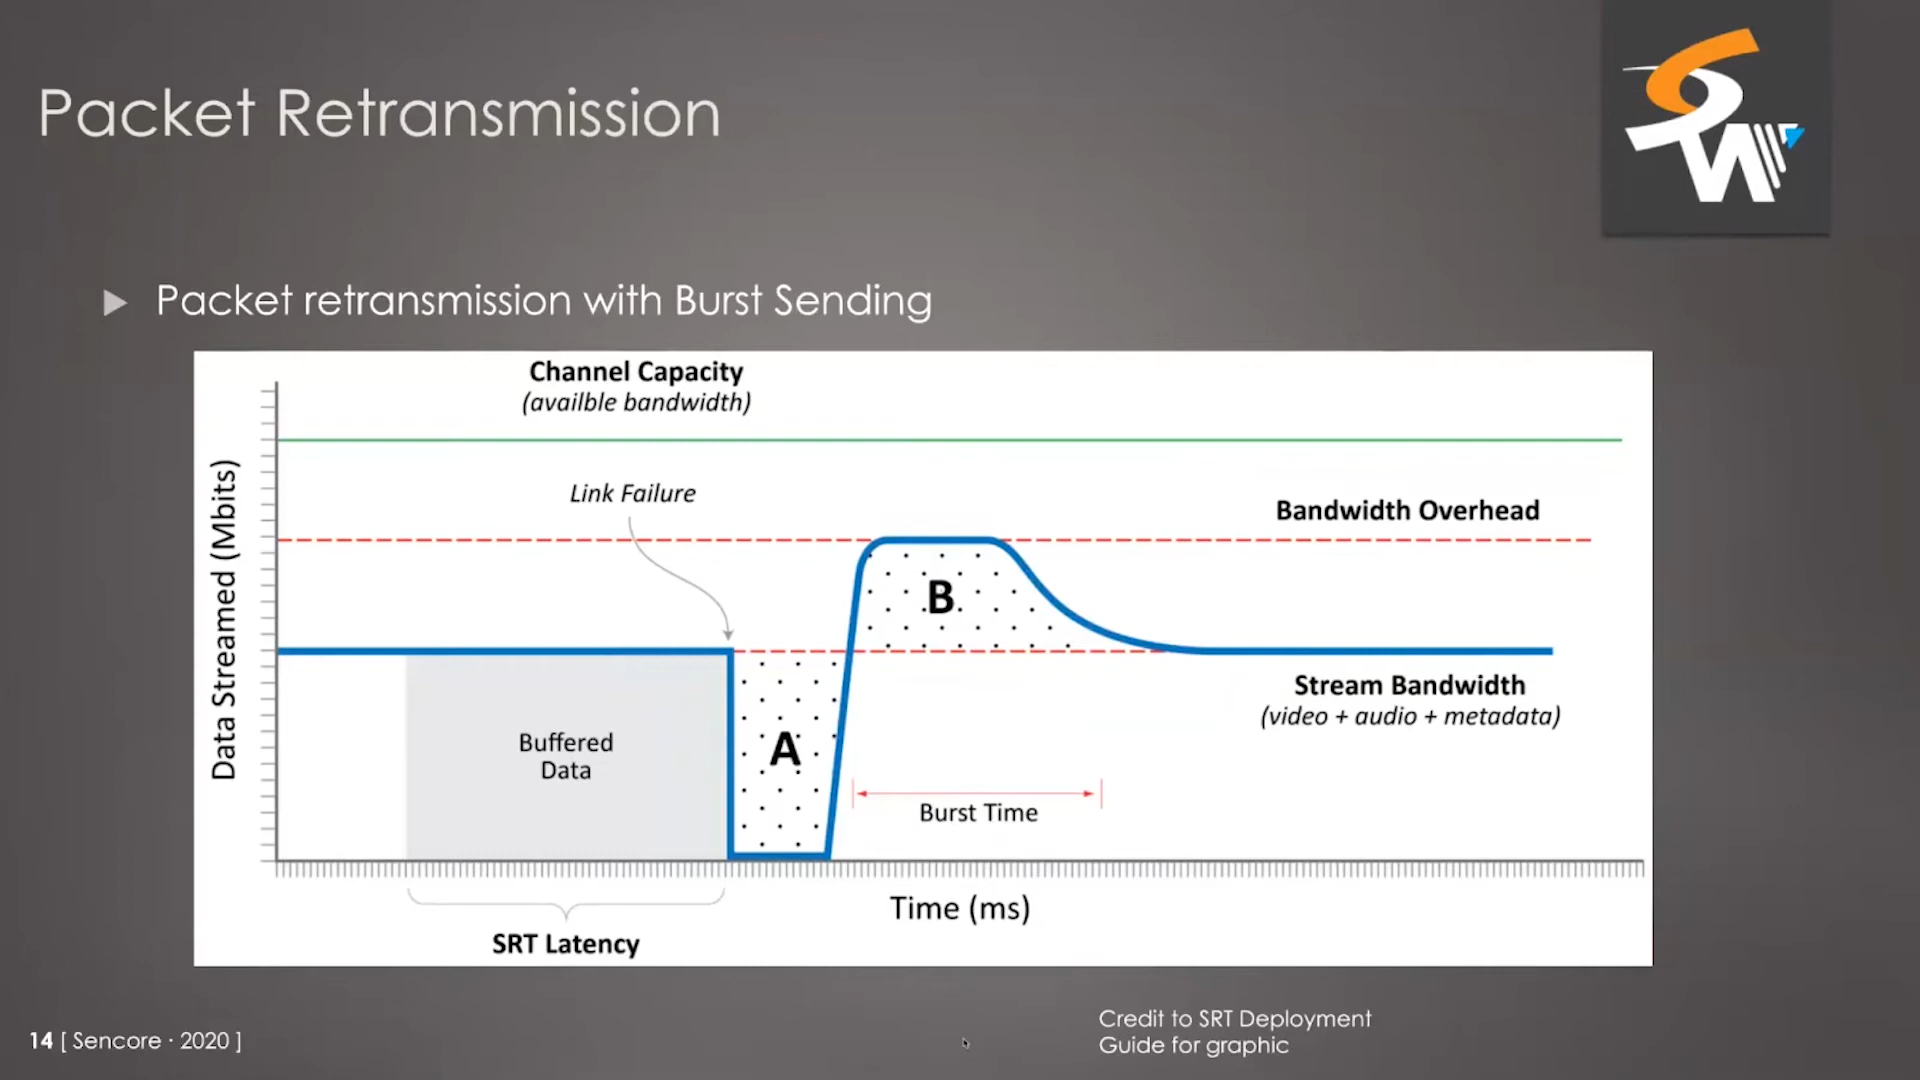 Packet Retransmission
Packet retransmission with Burst Sending
Channel Capacity
(availble bandwidth)
Link Failure
Bandwidth Overhead
B
Data Streamed (Mbits)
Stream Bandwidth
(video + audio + metadata)
Buffered
Data
A
Burst Time
Time (ms)
SRT Latency
Credit to SRT Deployment
Guide for graphic
14 [ Sencore · 2020 ]